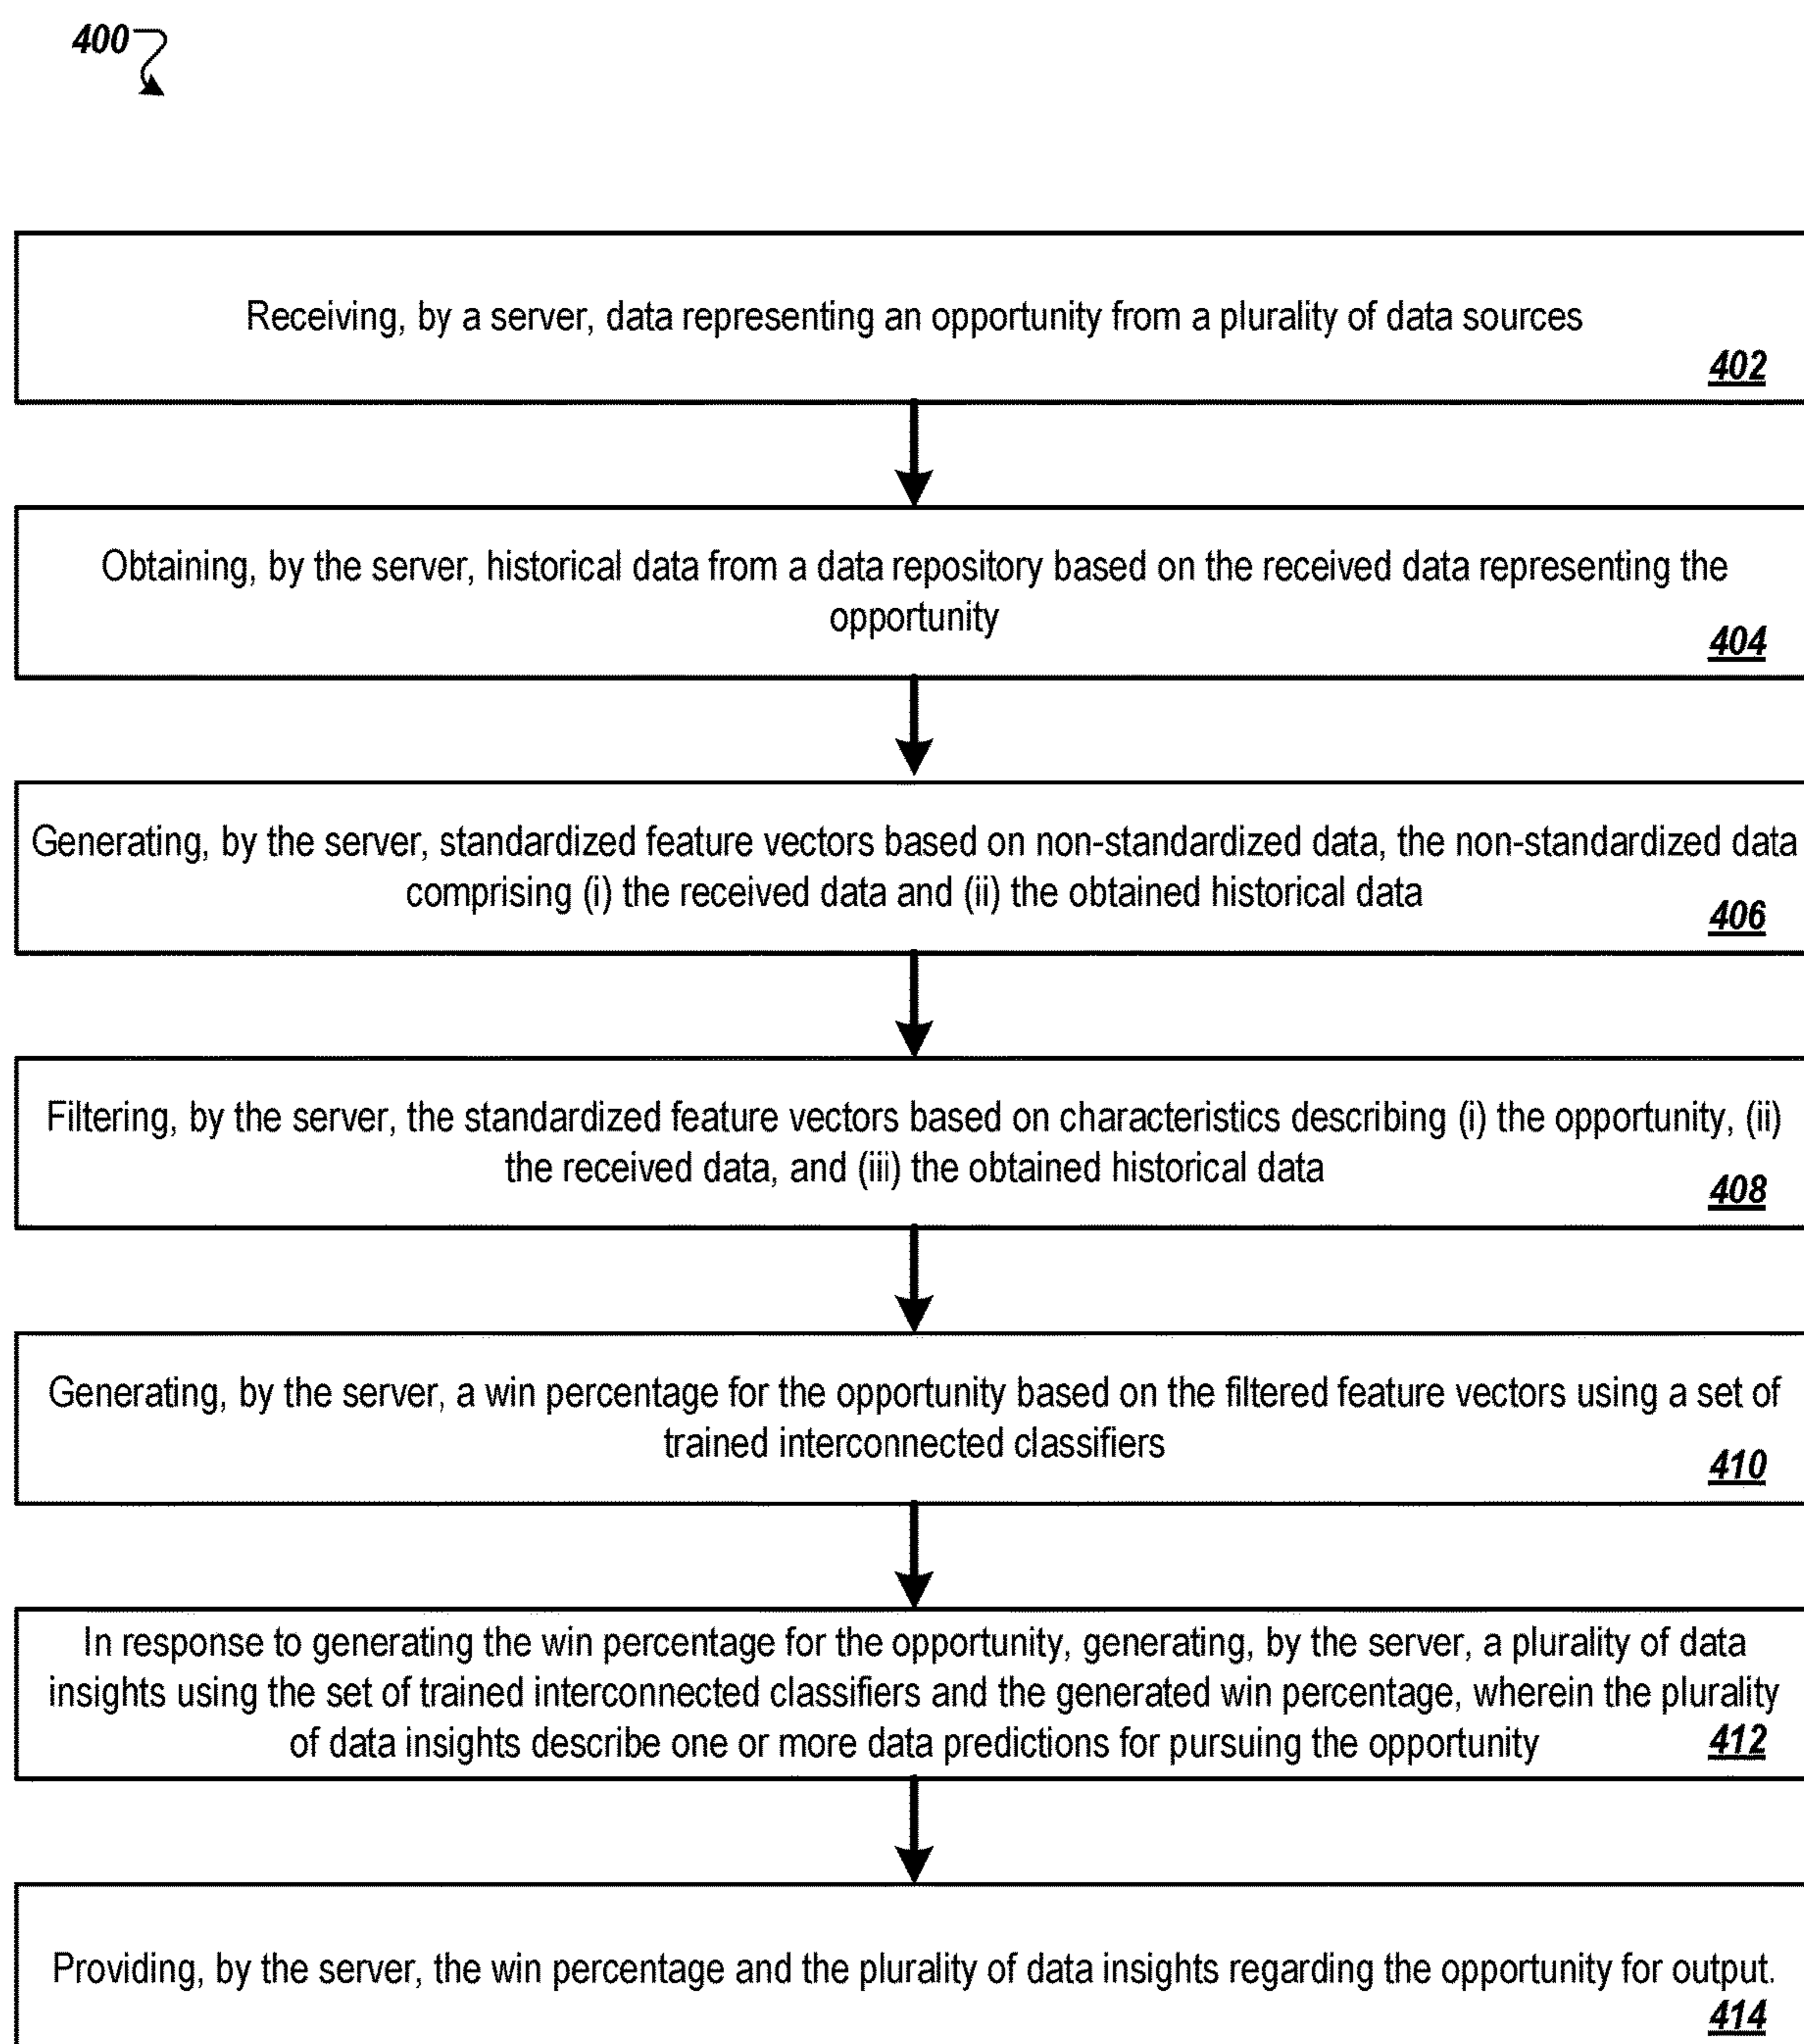 400
Receiving, by a server, data representing an opportunity from a plurality of data sources
402
Obtaining, by the server, historical data from a data repository based on the received data representing the
opportunity
404
Generating, by the server, standardized feature vectors based on non-standardized data, the non-standardized data
comprising (i) the received data and (ii) the obtained historical data
406
Filtering, by the server, the standardized feature vectors based on characteristics describing (i) the opportunity, (ii)
the received data, and (iii) the obtained historical data
408
Generating, by the server, a win percentage for the opportunity based on the filtered feature vectors using a set of
trained interconnected classifiers
410
In response to generating the win percentage for the opportunity, generating, by the server, a plurality of data
insights using the set of trained interconnected classifiers and the generated win percentage, wherein the plurality
of data insights describe one or more data predictions for pursuing the opportunity
412
Providing, by the server, the win percentage and the plurality of data insights regarding the opportunity for output.
414